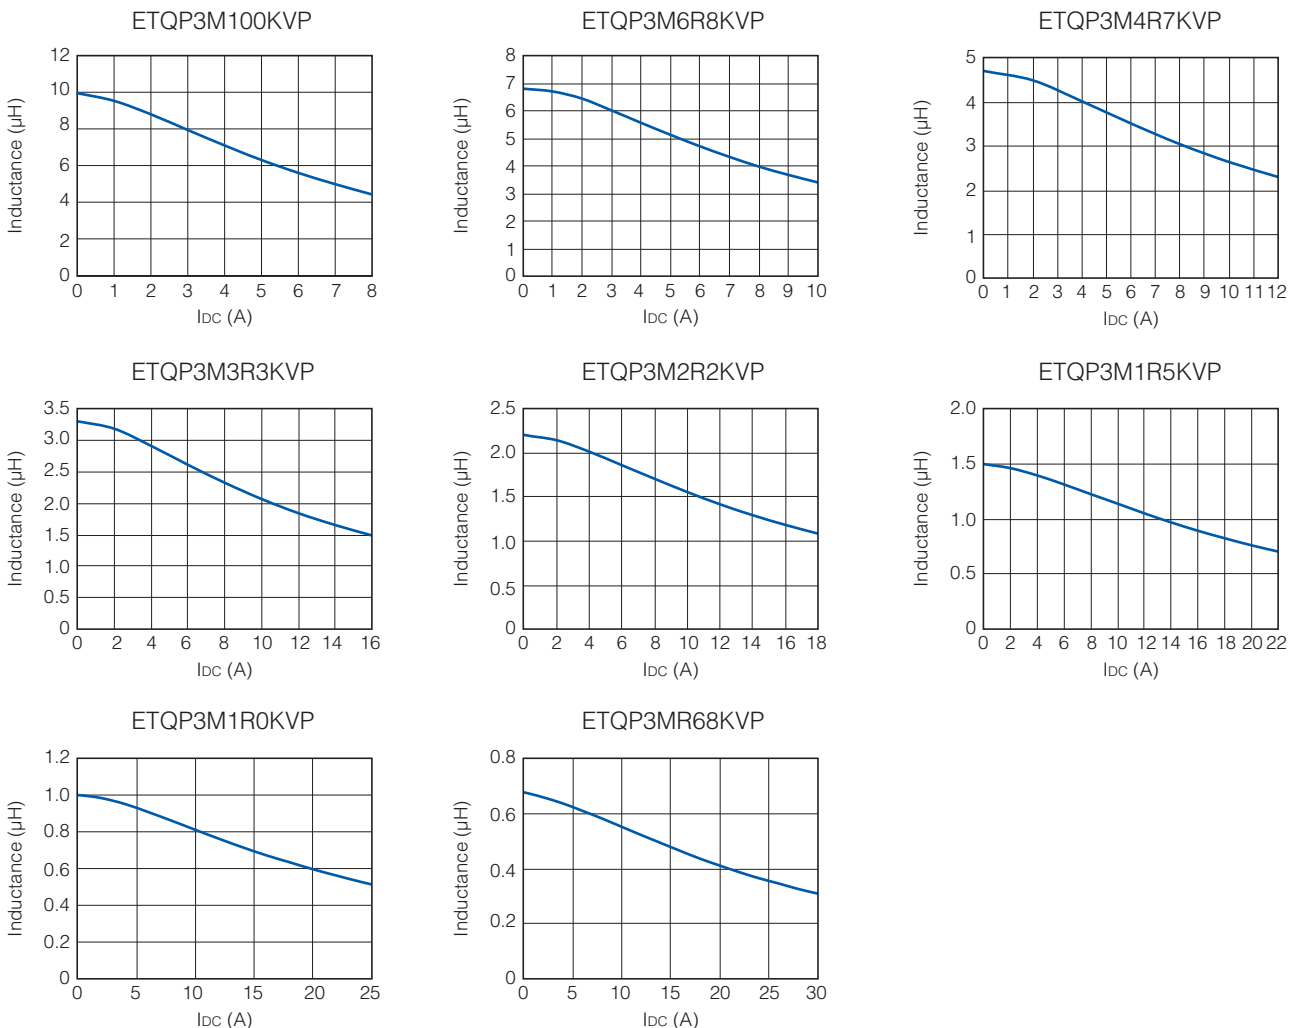 ETQP3M100KVP
Inductance (µH)
12
10
8
6
4
2
0
0 1 2 3 4 5 6 7 8
IDC (A)
ETQP3M6R8KVP
Inductance (µH)
8
7
6
5
4
3
2
1
0
0 1 2 3 4 5 6 7 8 9 10
IDC (A)
ETQP3M4R7KVP
Inductance (µH)
5
4
3
2
1
0
0 1 2 3 4 5 6 7 8 9 10 11 12
IDC (A)
ETQP3M3R3KVP
Inductance (µH)
3.5
3.0
2.5
2.0
1.5
1.0
0.5
0
0 2 4 6 8 10 12 14 16
IDC (A)
ETQP3M2R2KVP
Inductance (µH)
2.5
2.0
1.5
1.0
0.5
0
0 2 4 6 8 10 12 14 16 18
IDC (A)
ETQP3M1R5KVP
Inductance (µH)
2.0
1.5
1.0
0.5
0
0 2 4 6 8 10 12 14 16 18 20 22
IDC (A)
ETQP3M1R0KVP
Inductance (µH)
1.2
1.0
0.8
0.6
0.4
0.2
0
0 5 10 15 20 25
IDC (A)
ETQP3MR68KVP
Inductance (µH)
0.8
0.6
0.4
0.2
0
0 5 10 15 20 25 30
IDC (A)